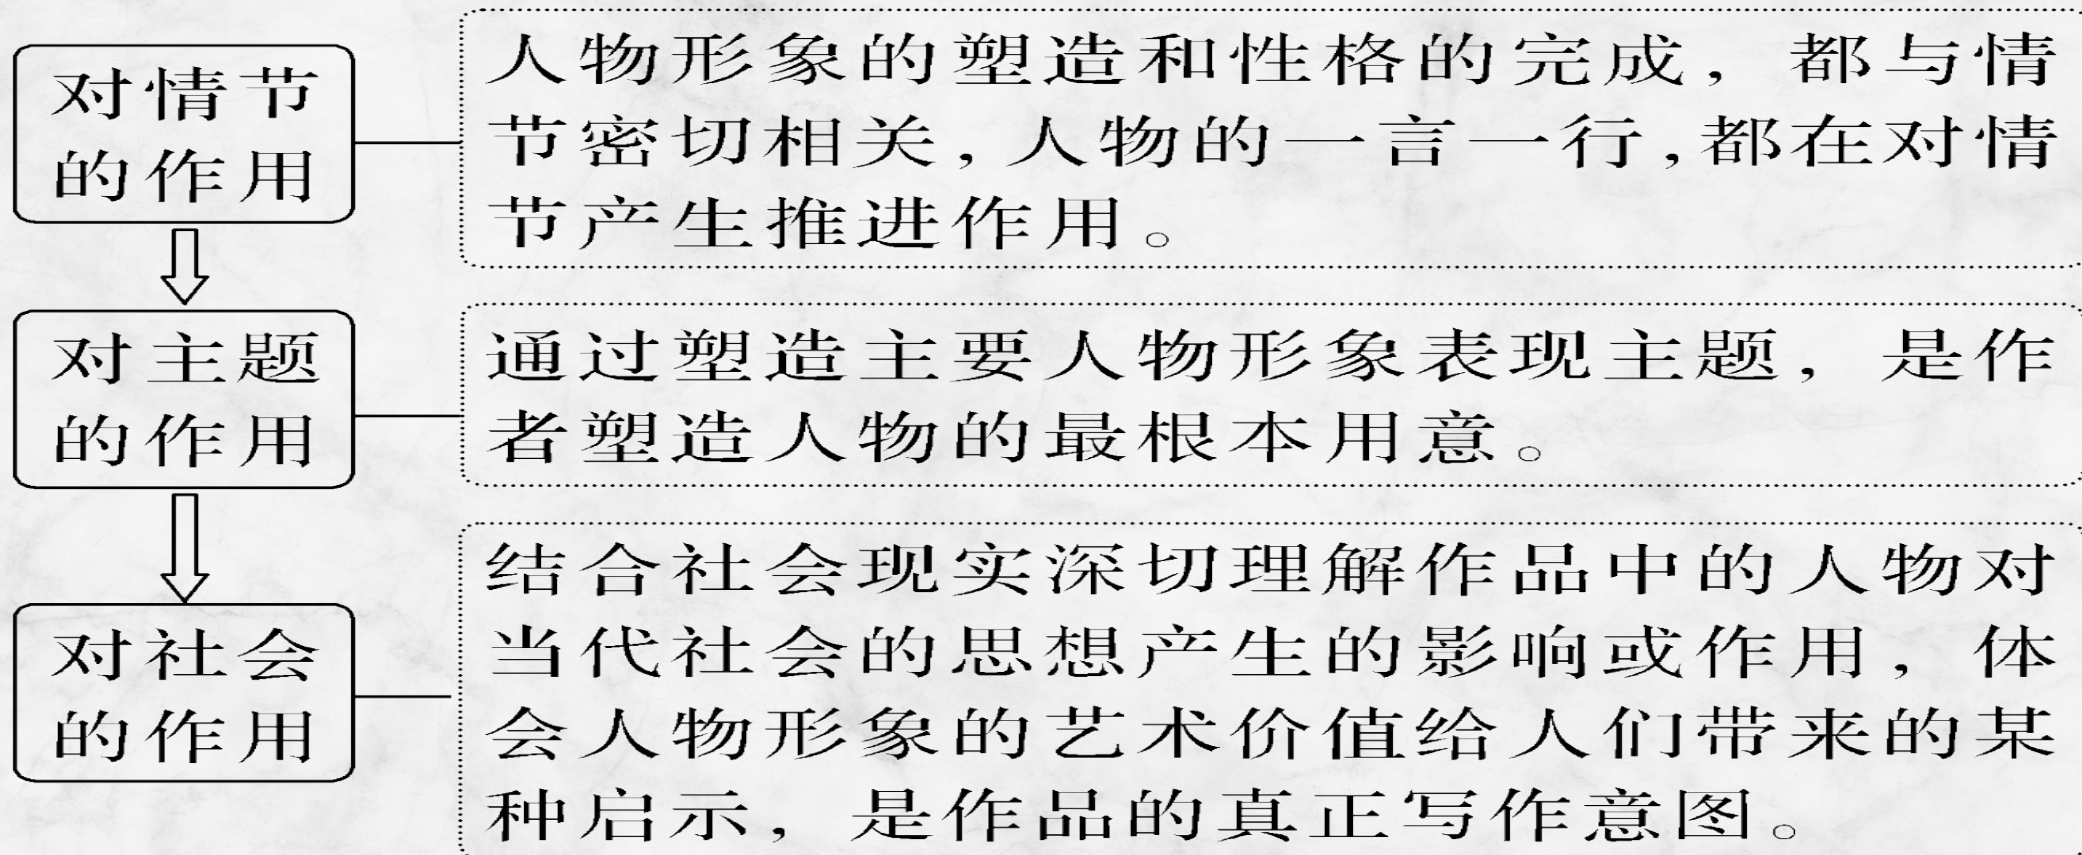 对情节
的作用
人物形象的塑造和性格的完成，都与情
节密切相关,人物的一言一行,都在对情
节产生推进作用。
对主题
的作用
通过塑造主要人物形象表现主题，是作
者塑造人物的最根本用意。
对社会
的作用
结合社会现实深切理解作品中的人物对
当代社会的思想产生的影响或作用，体
会人物形象的艺术价值给人们带来的某
种启示，是作品的真正写作意图。